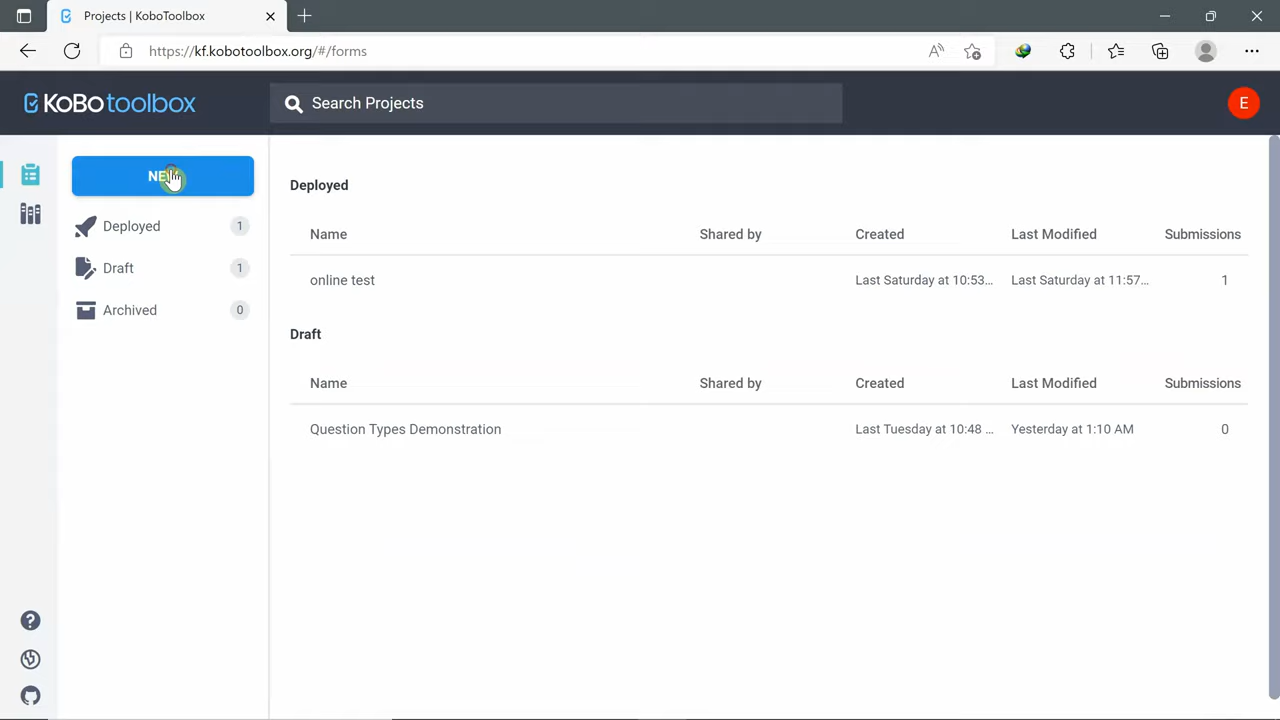 Projects | KoboToolbox
https://kf.kobotoolbox.org/#/forms
KoBo toolbox
Search Projects
E
NEW
Deployed 1
Draft 1
Archived 0
Deployed
Name Shared by Created Last Modified Submissions
online test Last Saturday at 10:53... Last Saturday at 11:57... 1
Draft
Name Shared by Created Last Modified Submissions
Question Types Demonstration Last Tuesday at 10:48 ... Yesterday at 1:10 AM 0